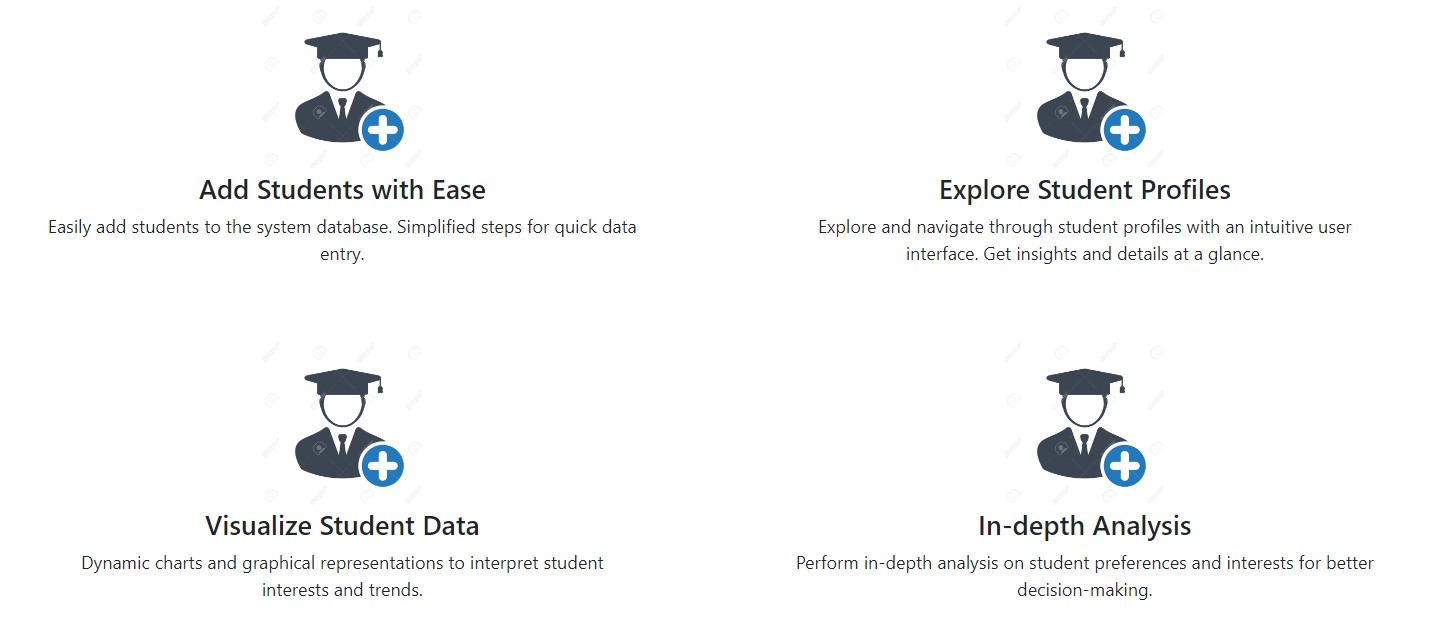 Add Students with Ease
Easily add students to the system database. Simplified steps for quick data
entry.
Explore Student Profiles
Explore and navigate through student profiles with an intuitive user
interface. Get insights and details at a glance.
Visualize Student Data
Dynamic charts and graphical representations to interpret student
interests and trends.
In-depth Analysis
Perform in-depth analysis on student preferences and interests for better
decision-making.